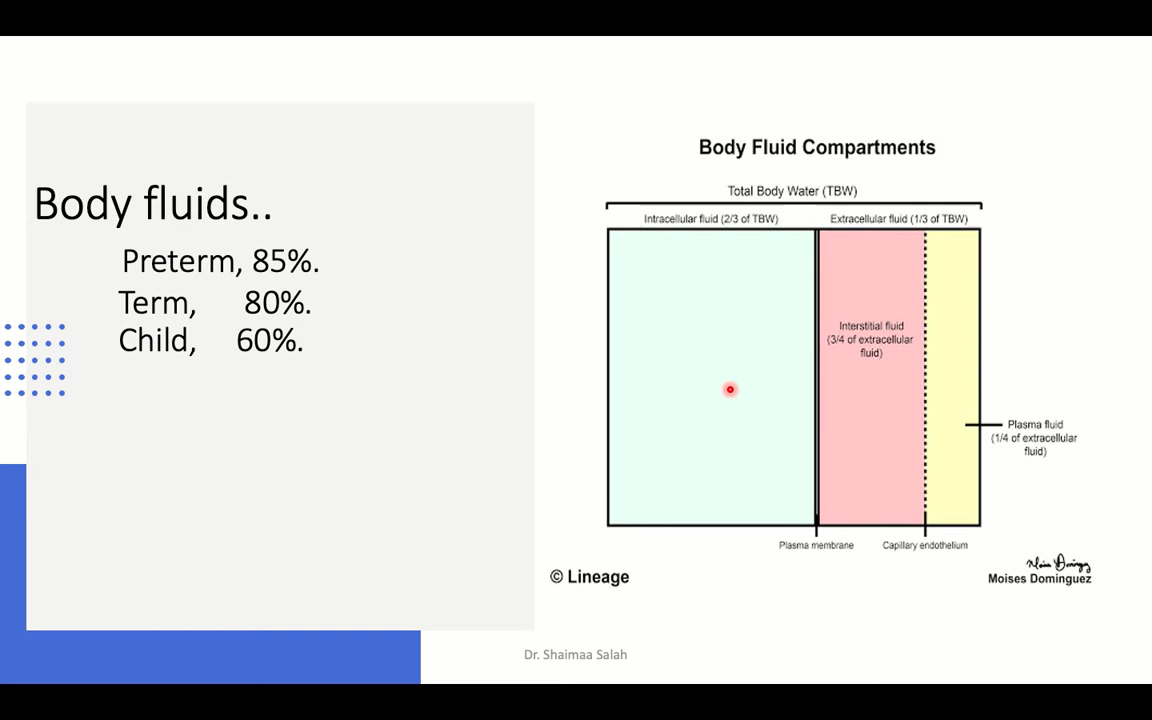 Body fluids..
Preterm, 85%.
Term, 80%.
Child, 60%.
Body Fluid Compartments
Total Body Water (TBW)
Intracellular fluid (2/3 of TBW)
Extracellular fluid (1/3 of TBW)
Interstitial fluid
(3/4 of extracellular
fluid)
Plasma fluid
(1/4 of extracellular
fluid)
Plasma membrane
Capillary endothelium
© Lineage
Moises Dominguez
Dr. Shaimaa Salah